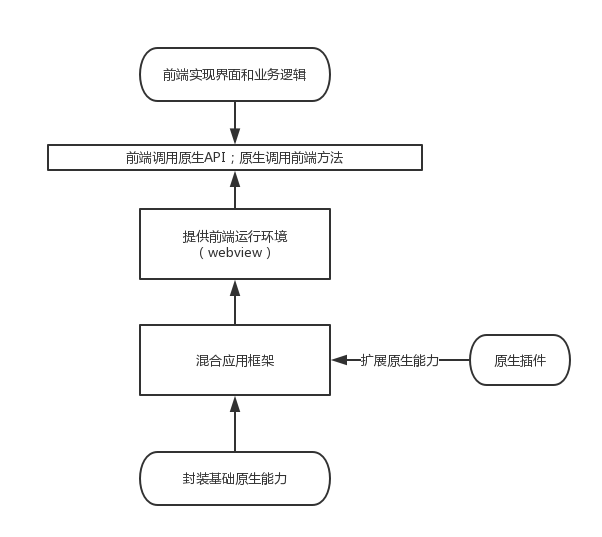 前端实现界面和业务逻辑
前端调用原生API；原生调用前端方法
提供前端运行环境
（webview）
混合应用框架
扩展原生能力
原生插件
封装基础原生能力